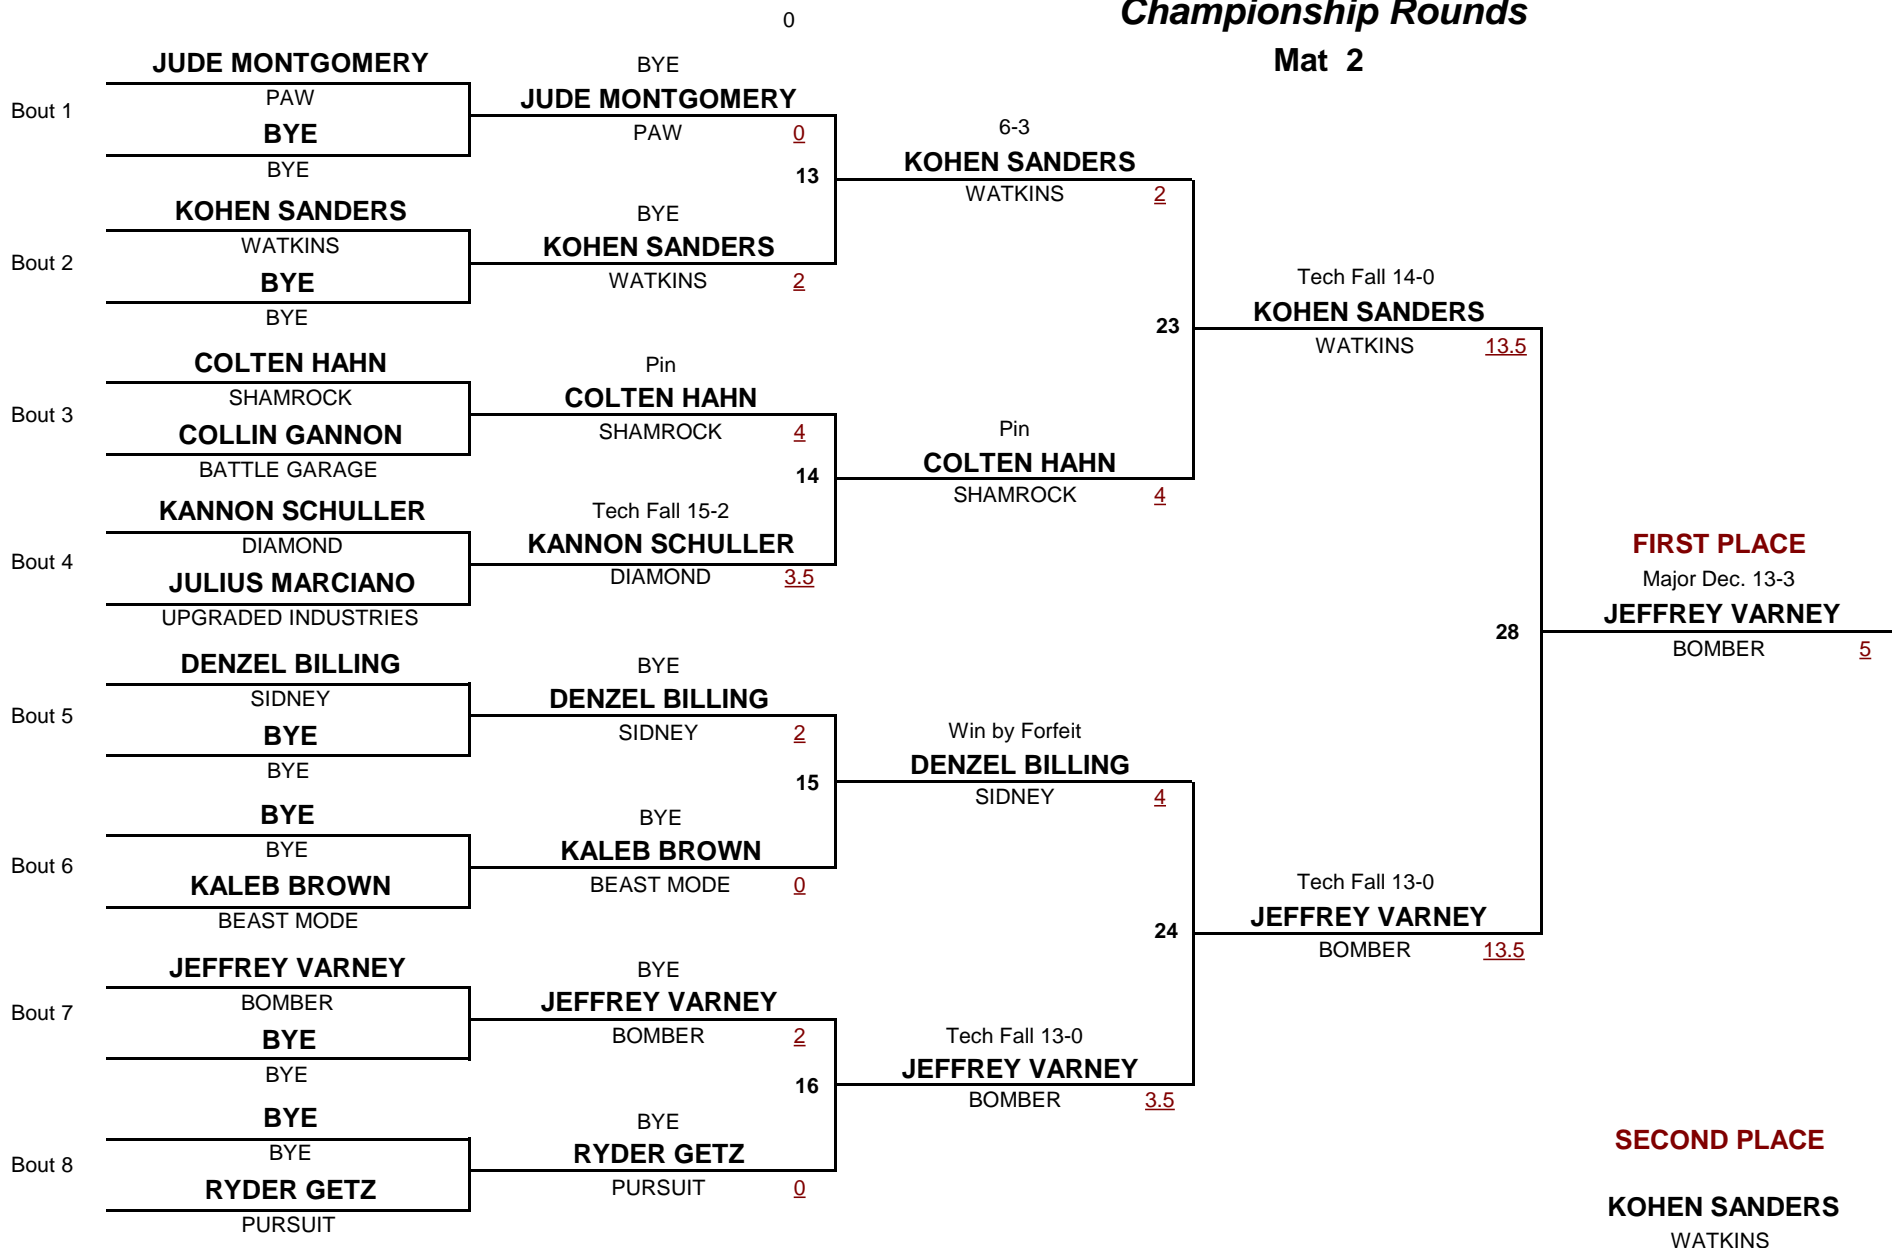 0
Championship Rounds
Mat 2
JUDE MONTGOMERY
PAW
Bout 1
BYE
BYE
KOHEN SANDERS
WATKINS
Bout 2
BYE
BYE
COLTEN HAHN
SHAMROCK
Bout 3
COLLIN GANNON
BATTLE GARAGE
KANNON SCHULLER
DIAMOND
Bout 4
JULIUS MARCIANO
UPGRADED INDUSTRIES
DENZEL BILLING
SIDNEY
Bout 5
BYE
BYE
BYE
BYE
Bout 6
KALEB BROWN
BEAST MODE
JEFFREY VARNEY
BOMBER
Bout 7
BYE
BYE
BYE
BYE
Bout 8
RYDER GETZ
PURSUIT
BYE
JUDE MONTGOMERY
PAW 0
13
BYE
KOHEN SANDERS
WATKINS 2
Pin
COLTEN HAHN
SHAMROCK 4
14
Tech Fall 15-2
KANNON SCHULLER
DIAMOND 3.5
BYE
DENZEL BILLING
SIDNEY 2
15
BYE
KALEB BROWN
BEAST MODE 0
BYE
JEFFREY VARNEY
BOMBER 2
16
BYE
RYDER GETZ
PURSUIT 0
6-3
KOHEN SANDERS
WATKINS 2
23
Pin
COLTEN HAHN
SHAMROCK 4
Win by Forfeit
DENZEL BILLING
SIDNEY 4
24
Tech Fall 13-0
JEFFREY VARNEY
BOMBER 3.5
Tech Fall 14-0
KOHEN SANDERS
WATKINS 13.5
28
Tech Fall 13-0
JEFFREY VARNEY
BOMBER 13.5
FIRST PLACE
Major Dec. 13-3
JEFFREY VARNEY
BOMBER 5
SECOND PLACE
KOHEN SANDERS
WATKINS